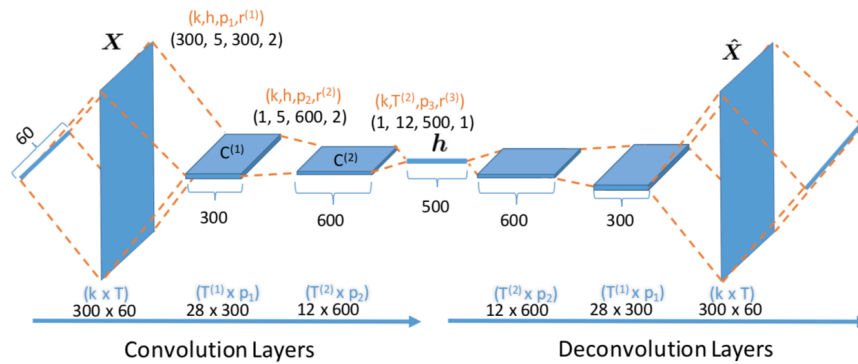 (k,h,p₁,r⁽¹⁾)
(300, 5, 300, 2)
X
X̂
(k,h,p₂,r⁽²⁾)
(1, 5, 600, 2)
(k,T⁽²⁾,p₃,r⁽³⁾)
(1, 12, 500, 1)
60
h
C⁽¹⁾
C⁽²⁾
300
600
500
600
300
(k x T)
300 x 60
(T⁽¹⁾ x p₁)
28 x 300
(T⁽²⁾ x p₂)
12 x 600
(T⁽²⁾ x p₂)
12 x 600
(T⁽¹⁾ x p₁)
28 x 300
(k x T)
300 x 60
Convolution Layers
Deconvolution Layers